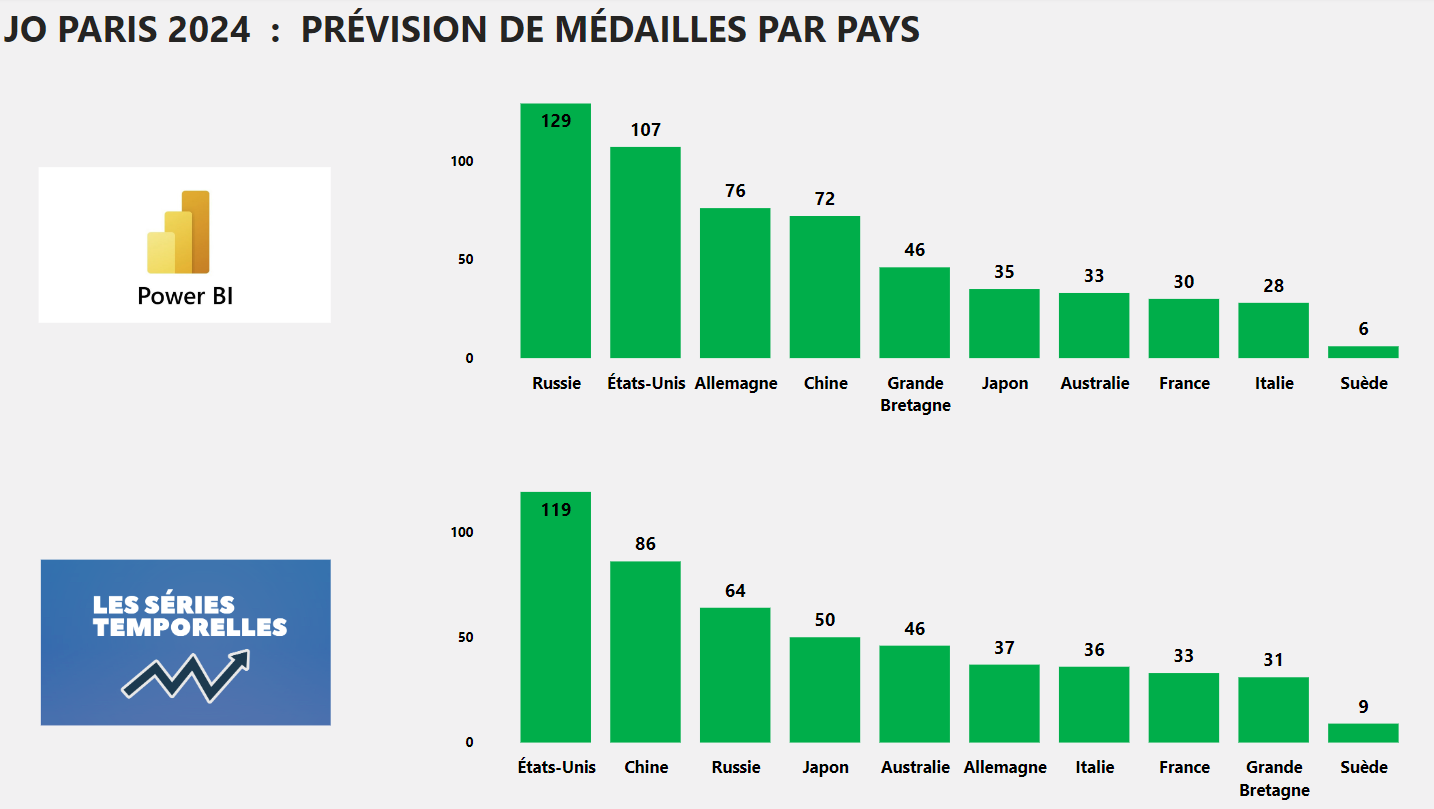 JO PARIS 2024 : PRÉVISION DE MÉDAILLES PAR PAYS
Power BI
100
50
0
129
107
76
72
46
35
33
30
28
6
Russie
États-Unis
Allemagne
Chine
Grande
Bretagne
Japon
Australie
France
Italie
Suède
LES SÉRIES
TEMPORELLES
100
50
0
119
86
64
50
46
37
36
33
31
9
États-Unis
Chine
Russie
Japon
Australie
Allemagne
Italie
France
Grande
Bretagne
Suède